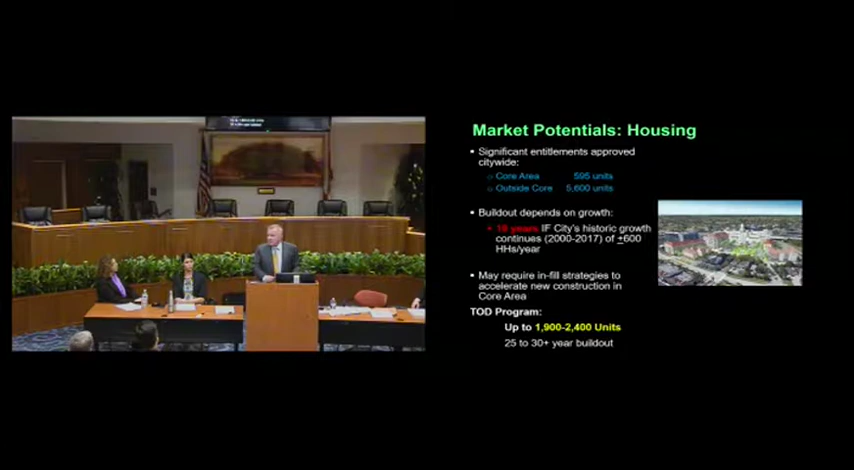 Market Potentials: Housing
▪ Significant entitlements approved
citywide:
o Core Area 595 units
o Outside Core 5,600 units
▪ Buildout depends on growth:
years IF City's historic growth
continues (2000-2017) of ±600
HHs/year
▪ May require in-fill strategies to
accelerate new construction in
Core Area
TOD Program:
Up to 1,900-2,400 Units
25 to 30+ year buildout